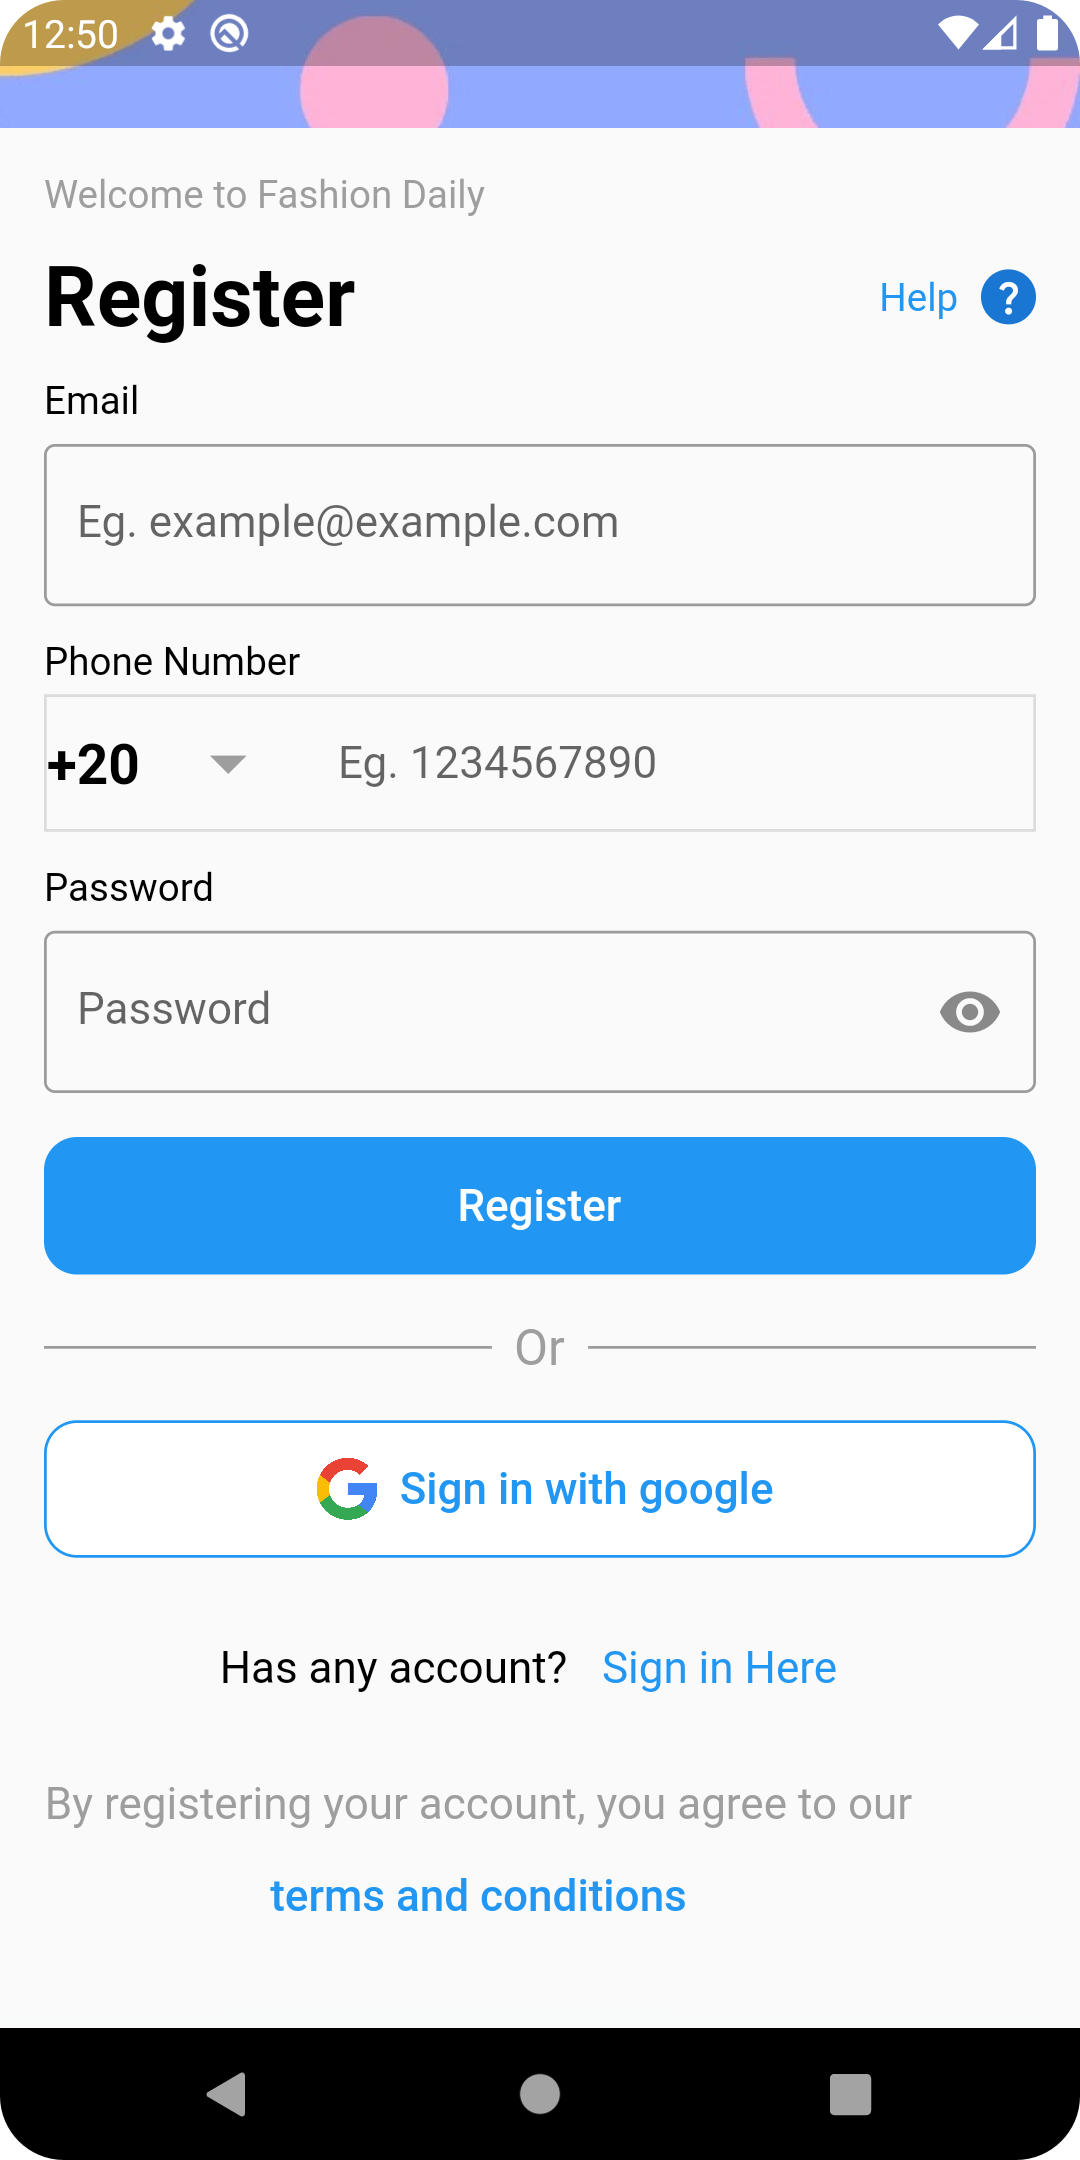 12:50
Welcome to Fashion Daily
Register
Help ?
Email
Eg. example@example.com
Phone Number
+20 Eg. 1234567890
Password
Password
Register
Or
Sign in with google
Has any account? Sign in Here
By registering your account, you agree to our
terms and conditions